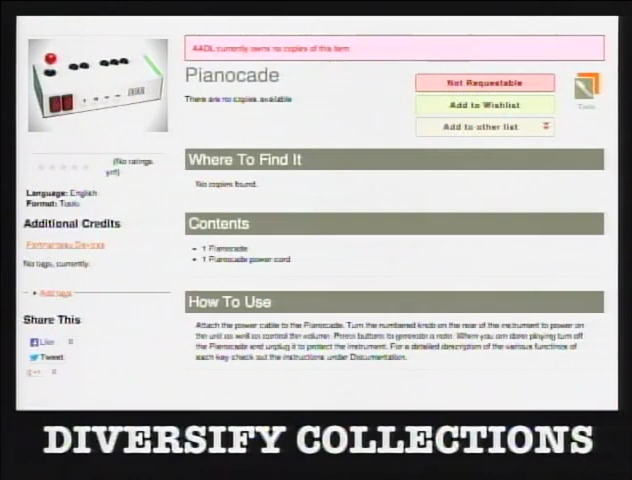 AADL currently owns no copies of this item
Pianocade
There are no copies available
Not Requestable
Add to Wishlist
Add to other list
Tools
(No ratings yet)
Language: English
Format: Tools
Additional Credits
No tags, currently.
Add tags
Share This
Like 0
Tweet
0
Where To Find It
No copies found.
Contents
1 Pianocade
1 Pianocade power cord
How To Use
Attach the power cable to the Pianocade. Turn the numbered knob on the rear of the instrument to power on
the unit as well as control the volume. Press buttons to generate a note. When you are done playing turn off
the Pianocade and unplug it to protect the instrument. For a detailed description of the various functions of
each key check out the instructions under Documentation.
DIVERSIFY COLLECTIONS